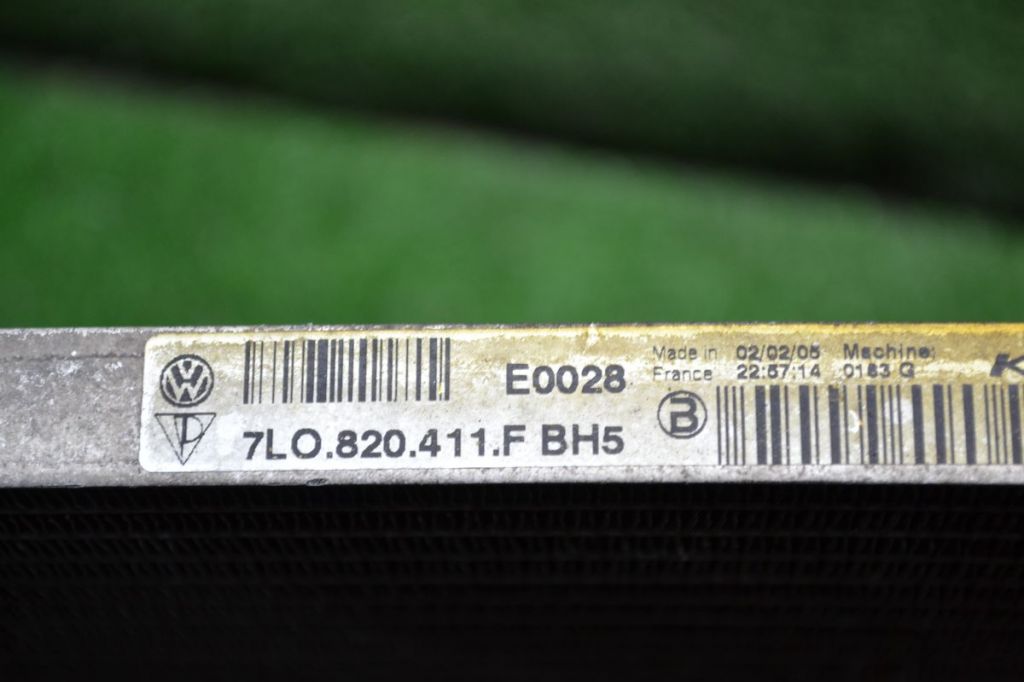 E0028
7LO.820.411.F BH5
Made in 02/02/05 Machine:
France 22:57:14 0183 G
B